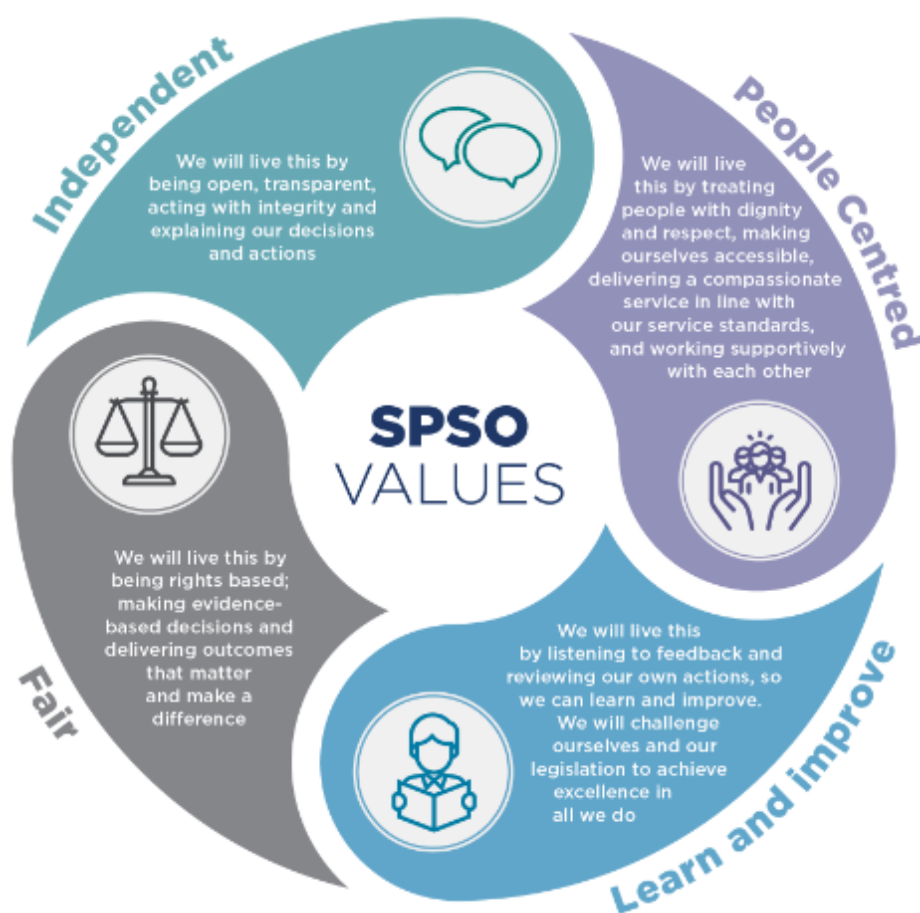 Independent
We will live this by
being open, transparent,
acting with integrity and
explaining our decisions
and actions
People Centred
We will live
this by treating
people with dignity
and respect, making
ourselves accessible,
delivering a compassionate
service in line with
our service standards,
and working supportively
with each other
SPSO
VALUES
We will live this by
being rights based;
making evidence-
based decisions and
delivering outcomes
that matter
and make a
difference
Fair
We will live this
by listening to feedback and
reviewing our own actions, so
we can learn and improve.
We will challenge
ourselves and our
legislation to achieve
excellence in
all we do
Learn and improve